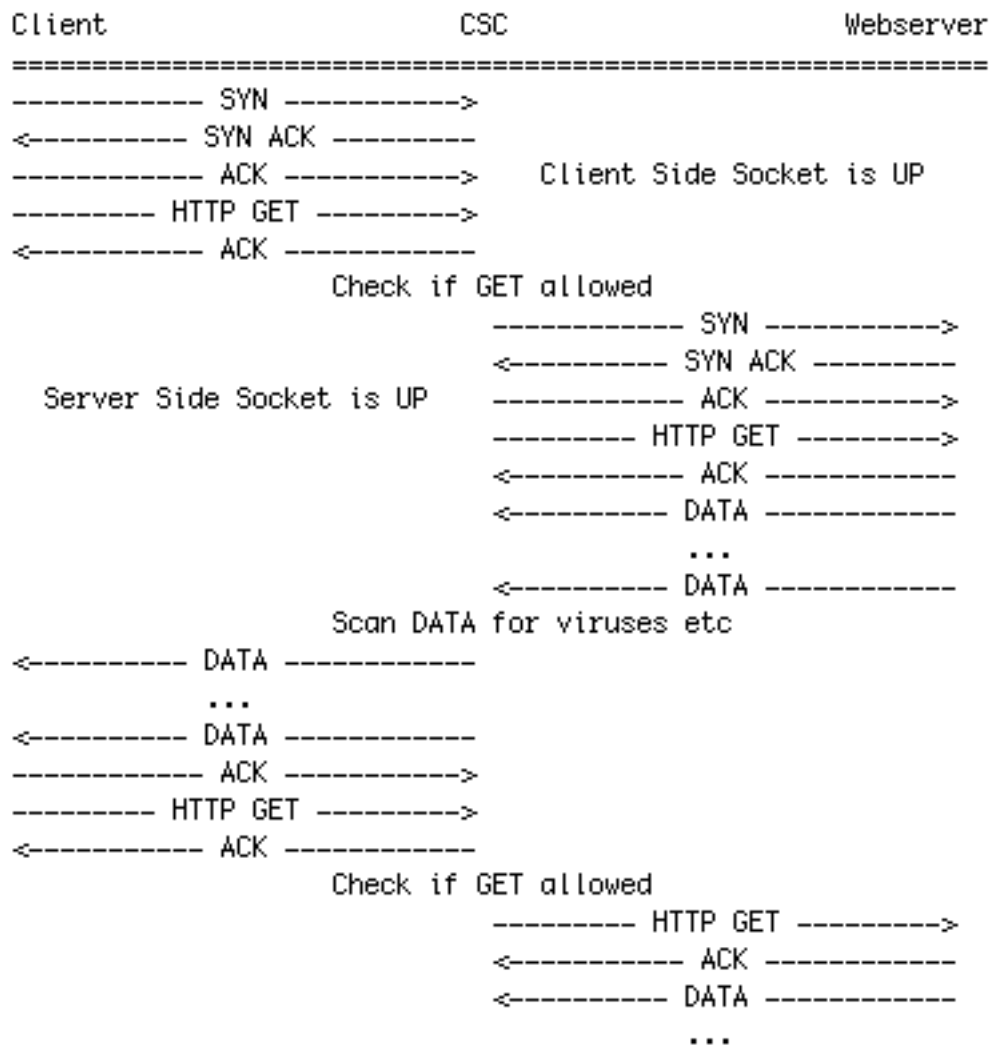 Client CSC Webserver
=============================================================
------------ SYN ----------->
<---------- SYN ACK ---------
------------ ACK -----------> Client Side Socket is UP
--------- HTTP GET --------->
<----------- ACK ------------
Check if GET allowed
------------ SYN ----------->
<---------- SYN ACK ---------
Server Side Socket is UP ------------ ACK ----------->
--------- HTTP GET --------->
<----------- ACK ------------
<---------- DATA ------------
...
<---------- DATA ------------
Scan DATA for viruses etc
<---------- DATA ------------
...
<---------- DATA ------------
------------ ACK ----------->
--------- HTTP GET --------->
<----------- ACK ------------
Check if GET allowed
--------- HTTP GET --------->
<----------- ACK ------------
<---------- DATA ------------
...